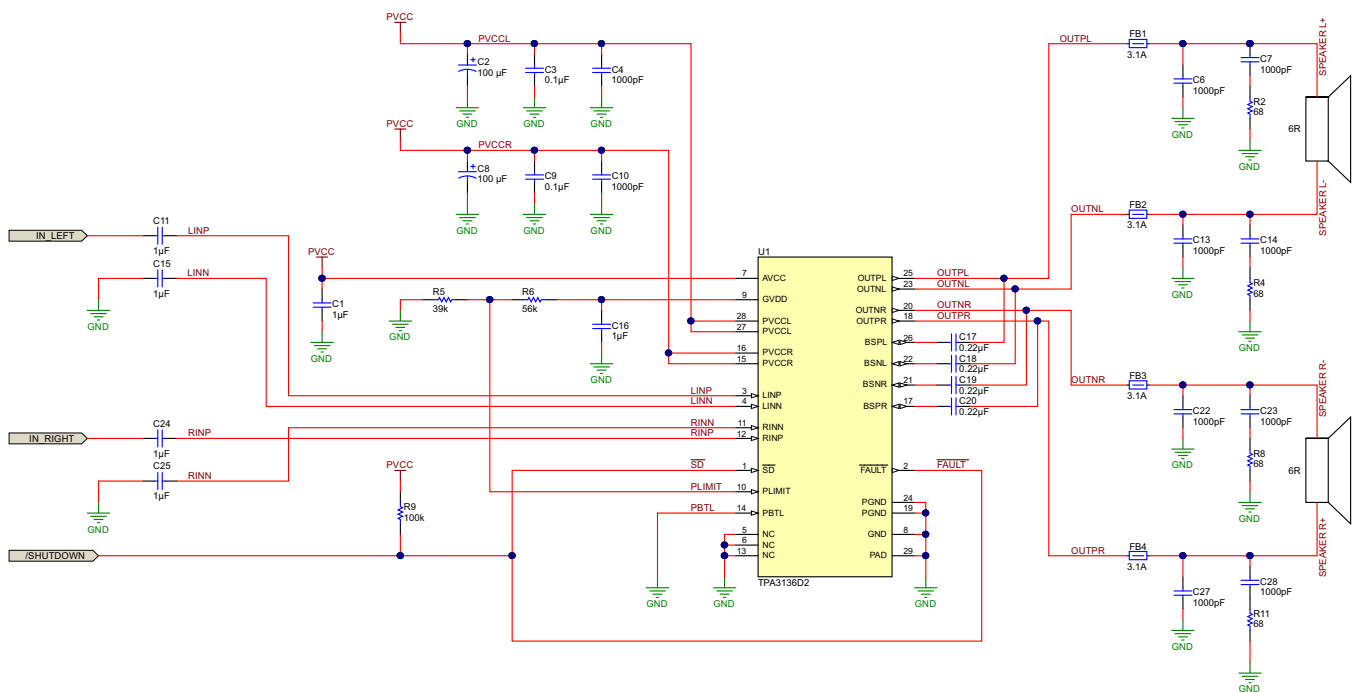 PVCC
PVCCL
C2
100 µF
C3
0.1µF
C4
1000pF
GND
GND
GND
PVCC
PVCCR
C8
100 µF
C9
0.1µF
C10
1000pF
GND
GND
GND
IN_LEFT
C11
1µF
LINP
C15
1µF
LINN
GND
PVCC
C1
1µF
GND
R5
39k
GND
R6
56k
C16
1µF
GND
IN_RIGHT
C24
1µF
RINP
C25
1µF
RINN
GND
PVCC
R9
100k
/SHUTDOWN
LINP
LINN
RINN
RINP
SD
PLIMIT
PBTL
GND
GND
U1
7 AVCC
9 GVDD
28 PVCCL
27 PVCCL
16 PVCCR
15 PVCCR
3 LINP
4 LINN
11 RINN
12 RINP
1 SD
10 PLIMIT
14 PBTL
5 NC
6 NC
13 NC
OUTPL 25
OUTNL 23
OUTNR 20
OUTPR 18
BSPL 26
BSNL 22
BSNR 21
BSPR 17
FAULT 2
PGND 24
PGND 19
GND 8
PAD 29
TPA3136D2
OUTPL
OUTNL
OUTNR
OUTPR
C17
0.22µF
C18
0.22µF
C19
0.22µF
C20
0.22µF
FAULT
GND
OUTPL
FB1
3.1A
C6
1000pF
GND
C7
1000pF
R2
68
GND
SPEAKER L+
6R
SPEAKER L-
OUTNL
FB2
3.1A
C13
1000pF
GND
C14
1000pF
R4
68
GND
OUTNR
FB3
3.1A
C22
1000pF
GND
C23
1000pF
R8
68
GND
SPEAKER R-
6R
SPEAKER R+
OUTPR
FB4
3.1A
C27
1000pF
GND
C28
1000pF
R11
68
GND